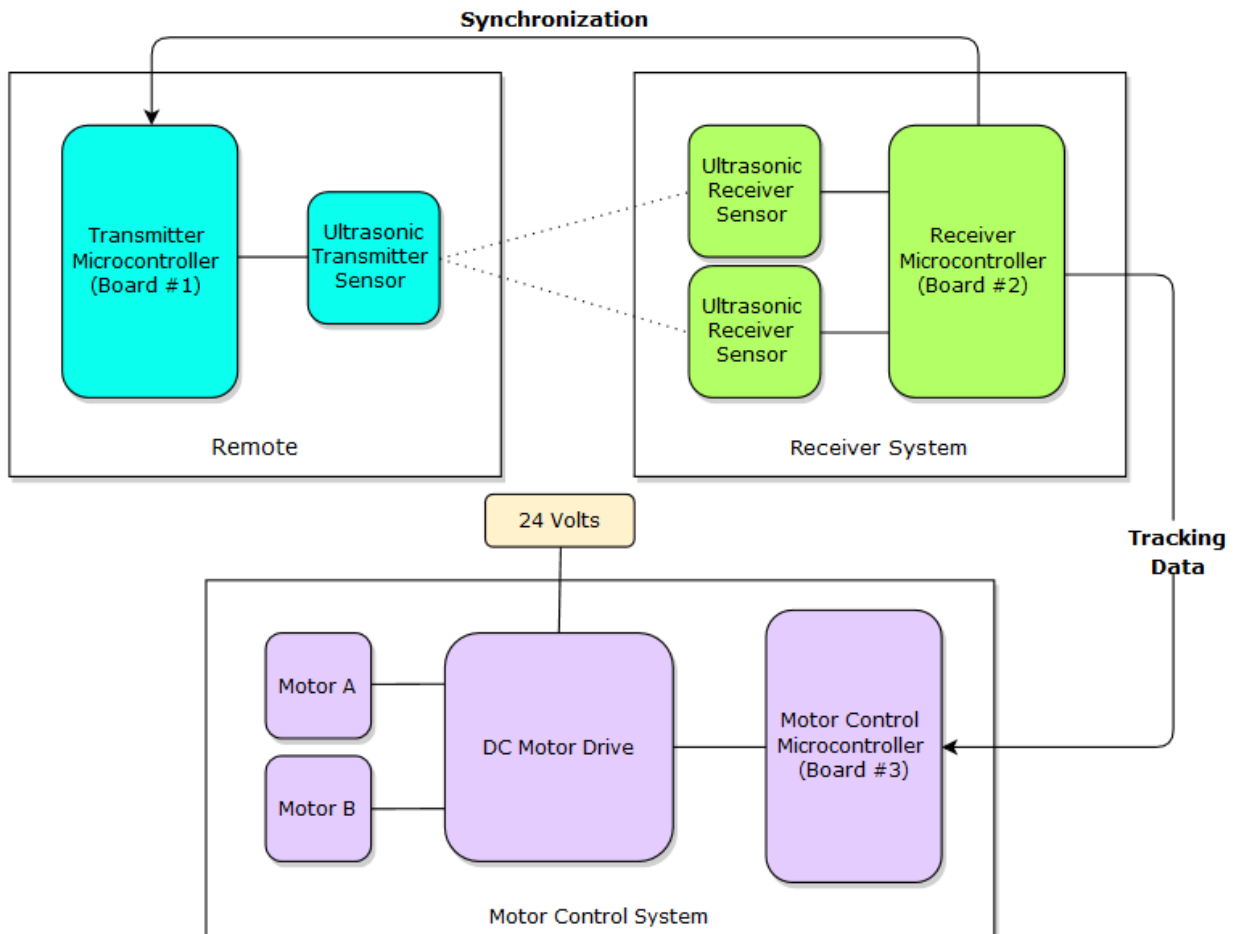 Synchronization
Transmitter
Microcontroller
(Board #1)
Ultrasonic
Transmitter
Sensor
Remote
Ultrasonic
Receiver
Sensor
Ultrasonic
Receiver
Sensor
Receiver
Microcontroller
(Board #2)
Receiver System
Tracking
Data
24 Volts
Motor A
Motor B
DC Motor Drive
Motor Control
Microcontroller
(Board #3)
Motor Control System